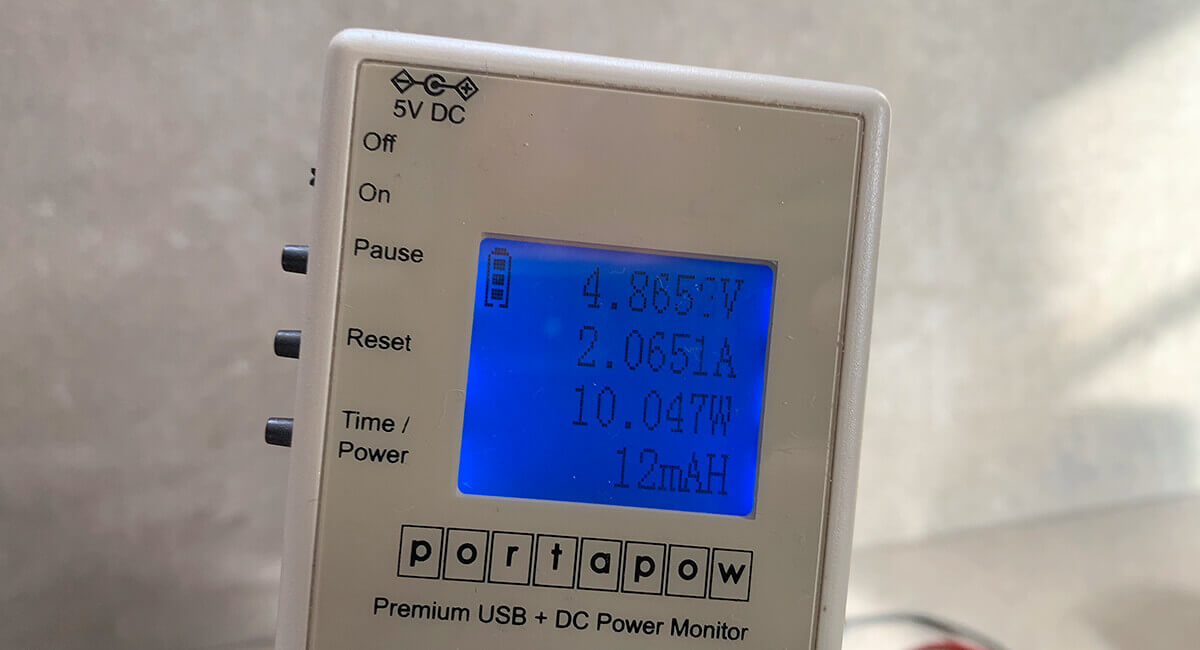 5V DC
Off
On
Pause
Reset
Time /
Power
2.0651A
10.047W
12mAH
portapow
Premium USB + DC Power Monitor